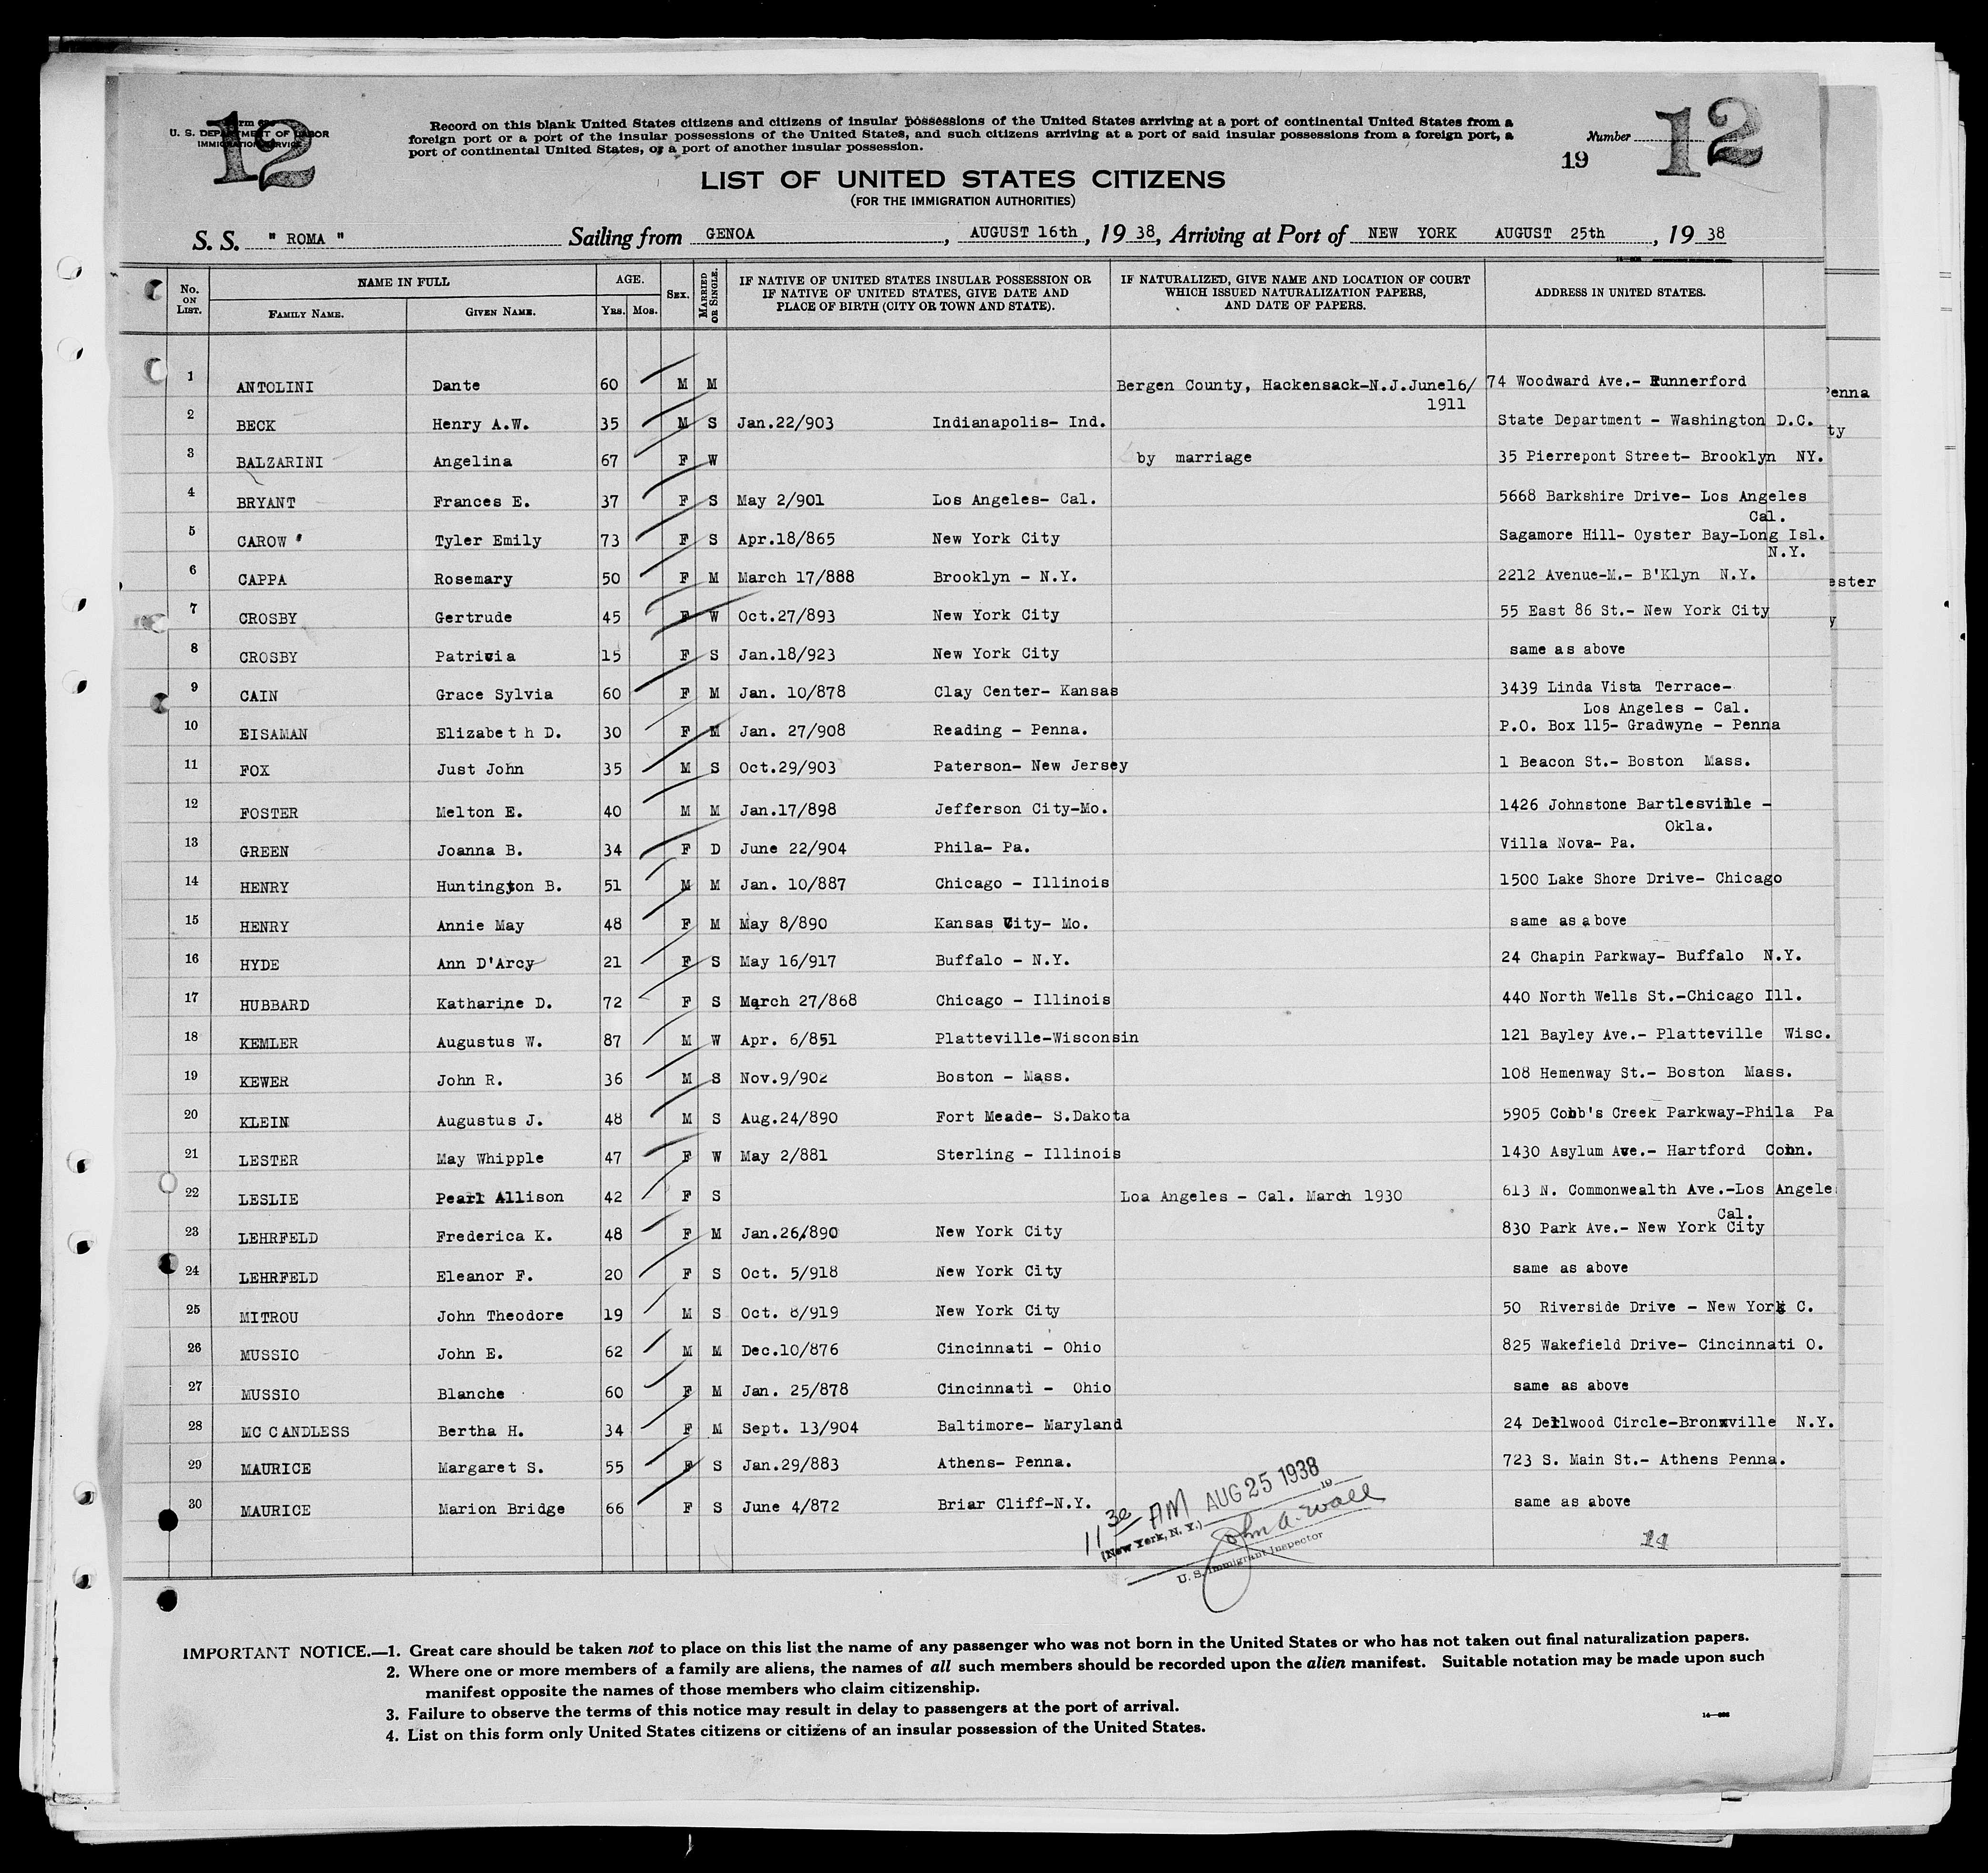 12
Form 6
U. S. DEPARTMENT OF LABOR
IMMIGRATION SERVICE
Record on this blank United States citizens and citizens of insular possessions of the United States arriving at a port of continental United States from a
foreign port or a port of the insular possessions of the United States, and such citizens arriving at a port of said insular possessions from a foreign port, a
port of continental United States, or a port of another insular possession.
Number
12
19
LIST OF UNITED STATES CITIZENS
(FOR THE IMMIGRATION AUTHORITIES)
S. S. " ROMA " Sailing from GENOA , AUGUST 16th , 19 38, Arriving at Port of NEW YORK AUGUST 25th , 19 38
No. ON LIST. NAME IN FULL FAMILY NAME. GIVEN NAME. AGE. YRS. MOS. SEX. MARRIED OR SINGLE. IF NATIVE OF UNITED STATES INSULAR POSSESSION OR IF NATIVE OF UNITED STATES, GIVE DATE AND PLACE OF BIRTH (CITY OR TOWN AND STATE). IF NATURALIZED, GIVE NAME AND LOCATION OF COURT WHICH ISSUED NATURALIZATION PAPERS, AND DATE OF PAPERS. ADDRESS IN UNITED STATES.
1 ANTOLINI Dante 60 M M Bergen County, Hackensack-N.J.June16/ 74 Woodward Ave.- Runnerford
1911
2 BECK Henry A.W. 35 M S Jan.22/903 Indianapolis- Ind. State Department - Washington D.C.
3 BALZARINI Angelina 67 F W by marriage 35 Pierrepont Street- Brooklyn NY.
4 BRYANT Frances E. 37 F S May 2/901 Los Angeles- Cal. 5668 Barkshire Drive- Los Angeles
Cal.
5 CAROW Tyler Emily 73 F S Apr.18/865 New York City Sagamore Hill- Oyster Bay-Long Isl.
N.Y.
6 CAPPA Rosemary 50 F M March 17/888 Brooklyn - N.Y. 2212 Avenue-M.- B'Klyn N.Y.
7 CROSBY Gertrude 45 F W Oct.27/893 New York City 55 East 86 St.- New York City
8 CROSBY Patricia 15 F S Jan.18/923 New York City same as above
9 CAIN Grace Sylvia 60 F M Jan. 10/878 Clay Center- Kansas 3439 Linda Vista Terrace-
Los Angeles - Cal.
10 EISAMAN Elizabeth D. 30 F M Jan. 27/908 Reading - Penna. P.O. Box 115- Gradwyne - Penna
11 FOX Just John 35 M S Oct.29/903 Paterson- New Jersey 1 Beacon St.- Boston Mass.
12 FOSTER Melton E. 40 M M Jan.17/898 Jefferson City-Mo. 1426 Johnstone Bartlesville -
Okla.
13 GREEN Joanna B. 34 F D June 22/904 Phila- Pa. Villa Nova- Pa.
14 HENRY Huntington B. 51 M M Jan. 10/887 Chicago - Illinois 1500 Lake Shore Drive- Chicago
15 HENRY Annie May 48 F M May 8/890 Kansas City- Mo. same as above
16 HYDE Ann D'Arcy 21 F S May 16/917 Buffalo - N.Y. 24 Chapin Parkway- Buffalo N.Y.
17 HUBBARD Katharine D. 72 F S March 27/868 Chicago - Illinois 440 North Wells St.-Chicago Ill.
18 KEMLER Augustus W. 87 M W Apr. 6/851 Platteville-Wisconsin 121 Bayley Ave.- Platteville Wisc.
19 KEWER John R. 36 M S Nov.9/902 Boston - Mass. 108 Hemenway St.- Boston Mass.
20 KLEIN Augustus J. 48 M S Aug.24/890 Fort Meade- S.Dakota 5905 Cobb's Creek Parkway-Phila Pa
21 LESTER May Whipple 47 F W May 2/881 Sterling - Illinois 1430 Asylum Ave.- Hartford Conn.
22 LESLIE Pearl Allison 42 F S Loa Angeles - Cal. March 1930 613 N. Commonwealth Ave.-Los Angele
Cal.
23 LEHRFELD Frederica K. 48 F M Jan.26/890 New York City 830 Park Ave.- New York City
24 LEHRFELD Eleanor F. 20 F S Oct. 5/918 New York City same as above
25 MITROU John Theodore 19 M S Oct. 8/919 New York City 50 Riverside Drive - New York C.
26 MUSSIO John E. 62 M M Dec.10/876 Cincinnati - Ohio 825 Wakefield Drive- Cincinnati O.
27 MUSSIO Blanche 60 F M Jan. 25/878 Cincinnati - Ohio same as above
28 MC CANDLESS Bertha H. 34 F M Sept. 13/904 Baltimore- Maryland 24 Dellwood Circle-Bronxville N.Y.
29 MAURICE Margaret S. 55 F S Jan.29/883 Athens- Penna. 723 S. Main St.- Athens Penna.
30 MAURICE Marion Bridge 66 F S June 4/872 Briar Cliff-N.Y. same as above
11 30 AM AUG 25 1938 19
(New York, N. Y.) John A. Wall
U. S. Immigrant Inspector
IMPORTANT NOTICE.—1. Great care should be taken not to place on this list the name of any passenger who was not born in the United States or who has not taken out final naturalization papers.
2. Where one or more members of a family are aliens, the names of all such members should be recorded upon the alien manifest. Suitable notation may be made upon such
manifest opposite the names of those members who claim citizenship.
3. Failure to observe the terms of this notice may result in delay to passengers at the port of arrival.
4. List on this form only United States citizens or citizens of an insular possession of the United States.